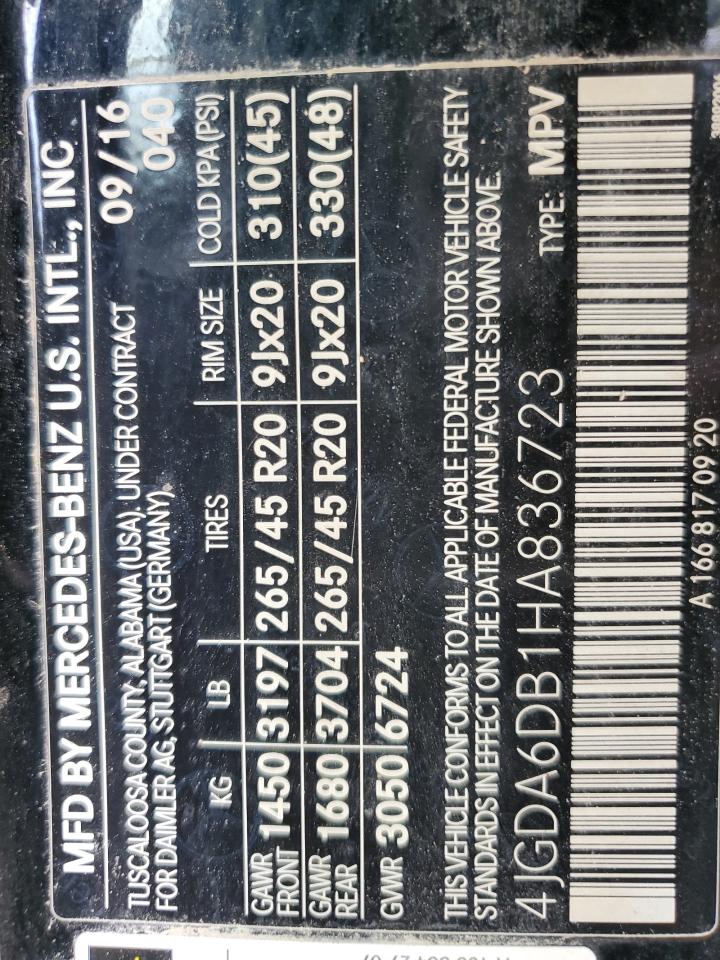 MFD BY MERCEDES-BENZ U.S. INTL., INC
TUSCALOOSA COUNTY, ALABAMA (USA), UNDER CONTRACT 09/16
FOR DAIMLER AG, STUTTGART (GERMANY), 040
KG LB TIRES RIM SIZE COLD KPA (PSI)
GAWR FRONT 1450 3197 265/45 R20 9Jx20 310(45)
GAWR REAR 1680 3704 265/45 R20 9Jx20 330(48)
GVWR 3050 6724
THIS VEHICLE CONFORMS TO ALL APPLICABLE FEDERAL MOTOR VEHICLE SAFETY
STANDARDS IN EFFECT ON THE DATE OF MANUFACTURE SHOWN ABOVE.
4JGDA6DB1HA836723 TYPE: MPV
A 166 817 09 20